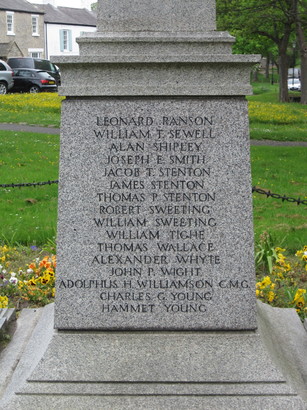 LEONARD RANSON
WILLIAM T. SEWELL
ALAN SHIPLEY
JOSEPH E. SMITH
JACOB T. STENTON
JAMES STENTON
THOMAS P. STENTON
ROBERT SWEETING
WILLIAM SWEETING
WILLIAM TIGHE
THOMAS WALLACE
ALEXANDER WHYTE
JOHN P. WIGHT
ADOLPHUS H. WILLIAMSON C.M.G.
CHARLES G. YOUNG
HAMMET YOUNG